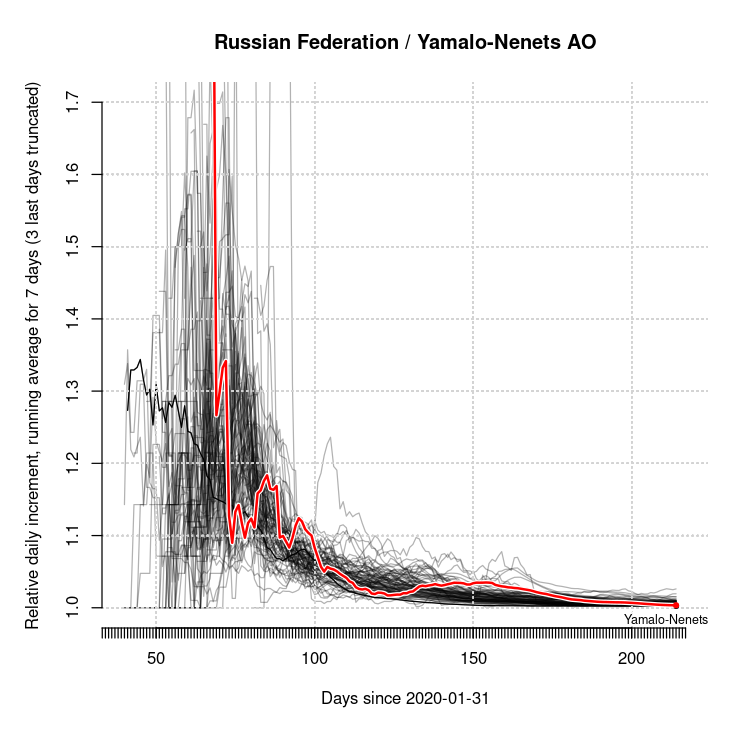 Russian Federation / Yamalo-Nenets AO
Relative daily increment, running average for 7 days (3 last days truncated)
1.7
1.6
1.5
1.4
1.3
1.2
1.1
1.0
Yamalo-Nenets
50 100 150 200
Days since 2020-01-31